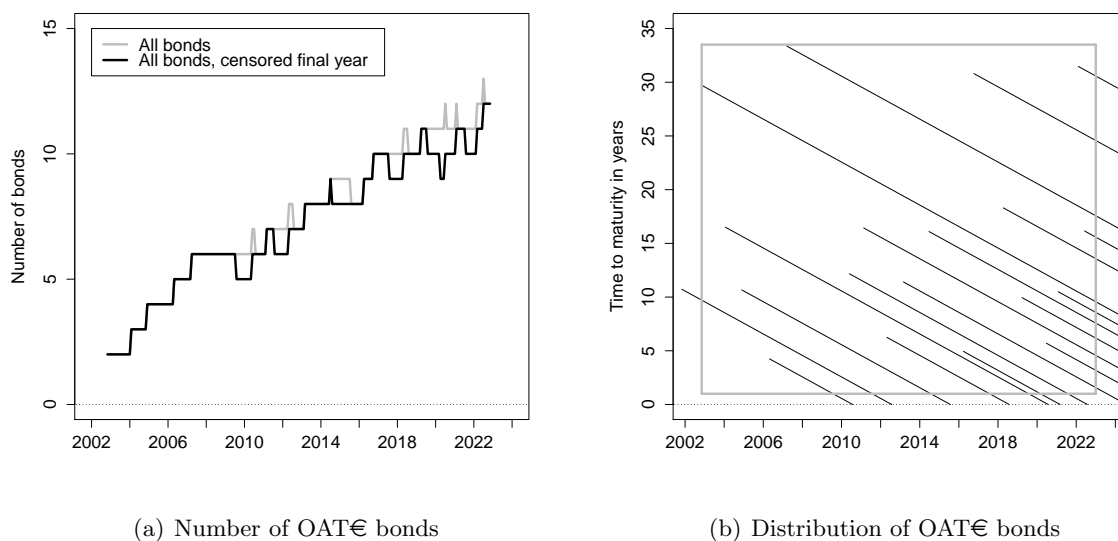 All bonds
All bonds, censored final year
Number of bonds
15
10
5
0
2002 2006 2010 2014 2018 2022
(a) Number of OAT€ bonds
Time to maturity in years
35
30
25
20
15
10
5
0
2002 2006 2010 2014 2018 2022
(b) Distribution of OAT€ bonds